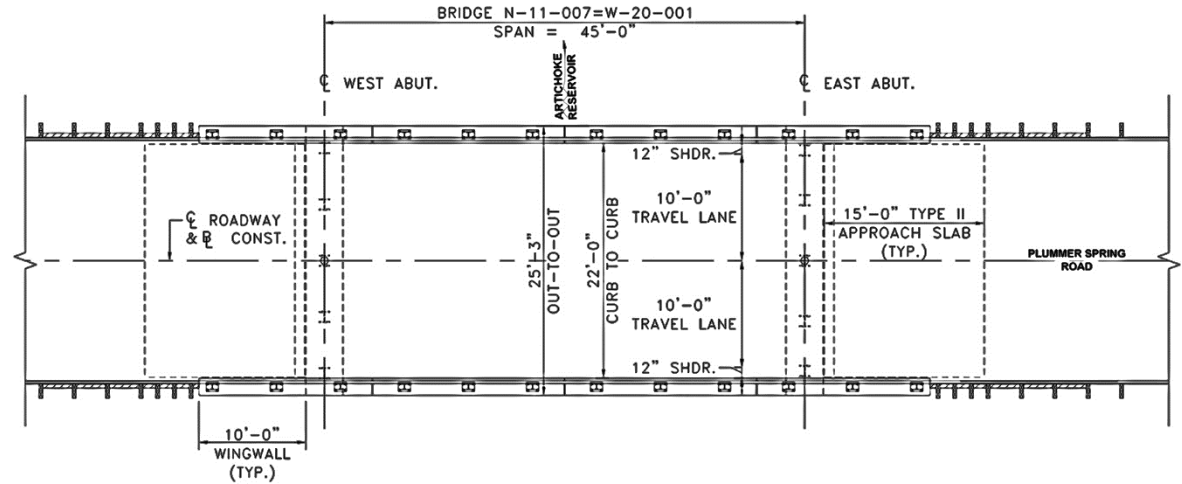 BRIDGE N-11-007=W-20-001
SPAN = 45'-0"
℄ WEST ABUT.
ARTICHOKE
RESERVOIR
℄ EAST ABUT.
12" SHDR.
10'-0"
TRAVEL LANE
15'-0" TYPE II
APPROACH SLAB
(TYP.)
℄ ROADWAY
& B̵L CONST.
25'-3"
OUT-TO-OUT
22'-0"
CURB TO CURB
PLUMMER SPRING
ROAD
10'-0"
TRAVEL LANE
12" SHDR.
10'-0"
WINGWALL
(TYP.)